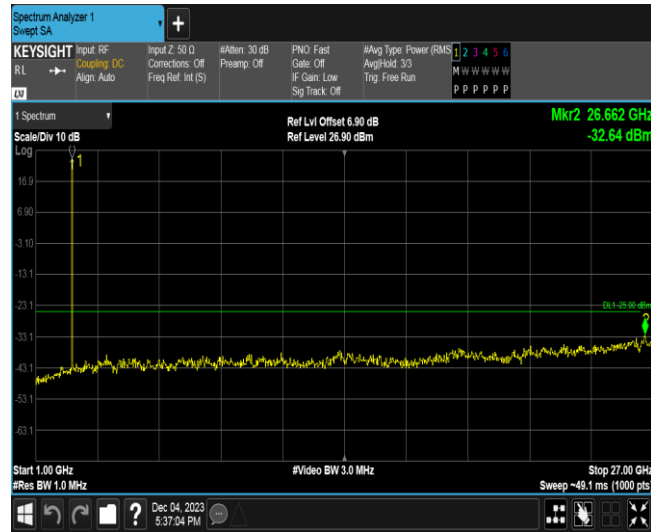 Spectrum Analyzer 1
Swept SA
+
KEYSIGHT Input: RF Input Z: 50 Ω #Atten: 30 dB PNO: Fast #Avg Type: Power (RMS 1 2 3 4 5 6
RL Coupling: DC Corrections: Off Preamp: Off Gate: Off Avg|Hold: 3/3 M W W W W W
Align: Auto Freq Ref: Int (S) IF Gain: Low Trig: Free Run
LXI Sig Track: Off P P P P P P
1 Spectrum Ref Lvl Offset 6.90 dB Mkr2 26.662 GHz
Scale/Div 10 dB Ref Level 26.90 dBm -32.64 dBm
Log
1
16.9
6.90
-3.10
-13.1
-23.1 DL1 -25.00 dBm
2
-33.1
-43.1
-53.1
-63.1
Start 1.00 GHz #Video BW 3.0 MHz Stop 27.00 GHz
#Res BW 1.0 MHz Sweep ~49.1 ms (1000 pts)
? Dec 04, 2023
5:37:04 PM